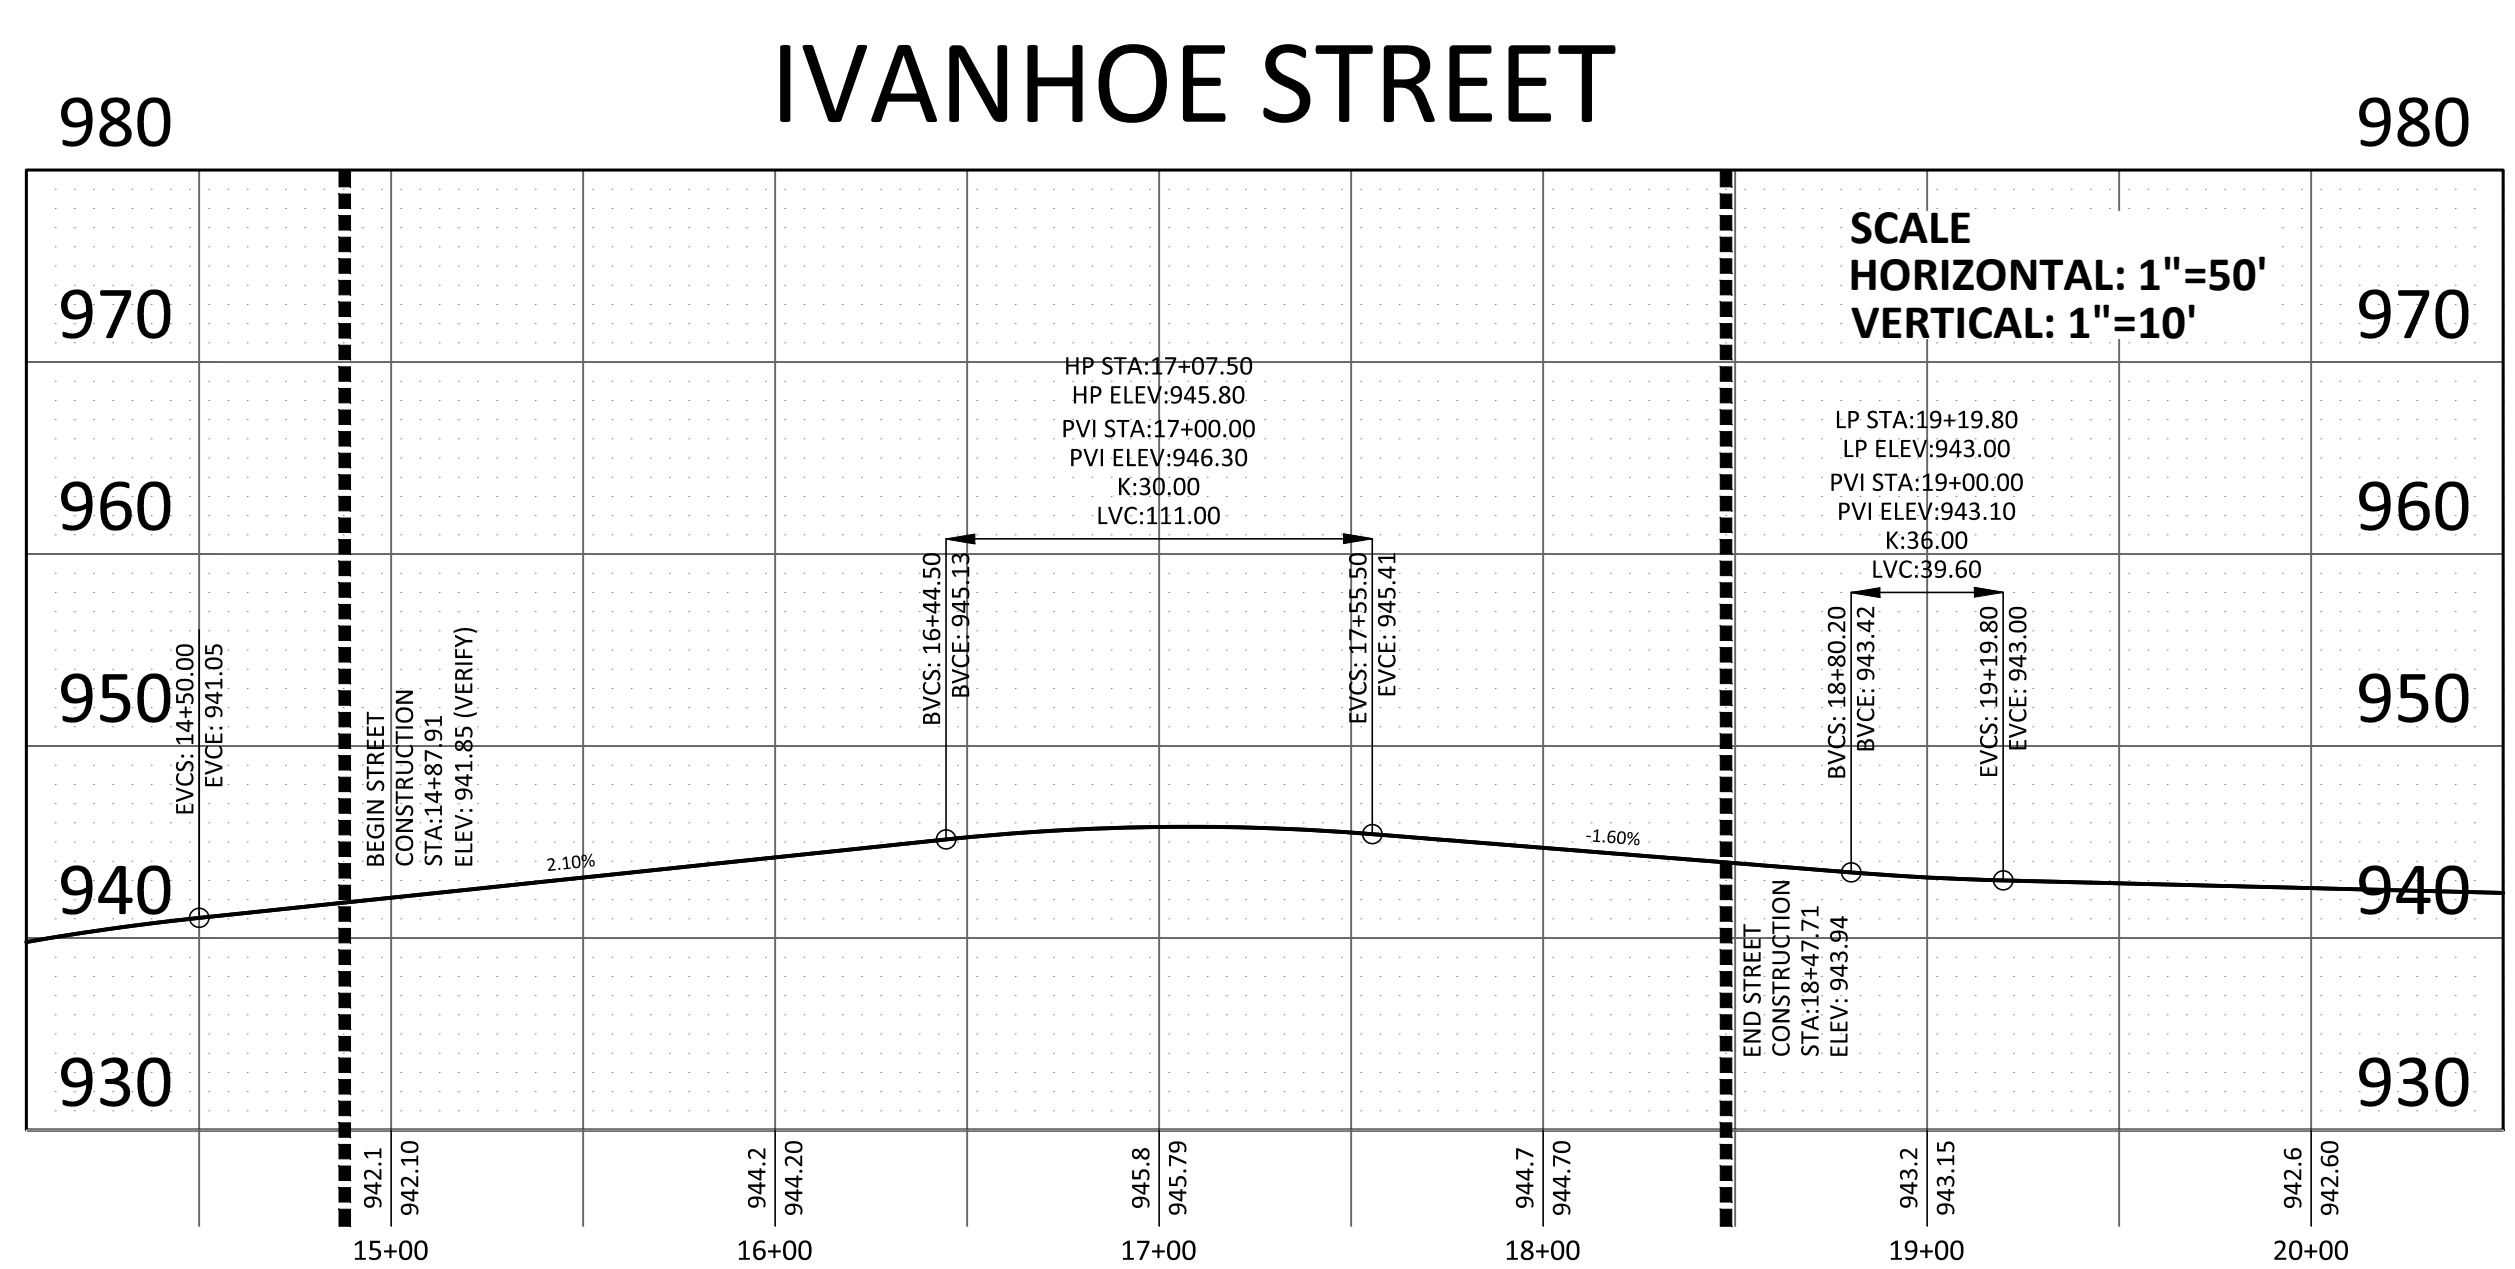 IVANHOE STREET
980
980
SCALE
HORIZONTAL: 1"=50'
VERTICAL: 1"=10'
970
970
HP STA:17+07.50
HP ELEV:945.80
PVI STA:17+00.00
PVI ELEV:946.30
K:30.00
LVC:111.00
LP STA:19+19.80
LP ELEV:943.00
PVI STA:19+00.00
PVI ELEV:943.10
K:36.00
LVC:39.60
960
960
BVCS: 16+44.50
BVCE: 945.13
EVCS: 17+55.50
EVCE: 945.41
BVCS: 18+80.20
BVCE: 943.42
EVCS: 19+19.80
EVCE: 943.00
950
950
EVCS: 14+50.00
EVCE: 941.05
BEGIN STREET
CONSTRUCTION
STA:14+87.91
ELEV: 941.85 (VERIFY)
2.10%
-1.60%
940
940
END STREET
CONSTRUCTION
STA:18+47.71
ELEV: 943.94
930
930
942.1
942.10
944.2
944.20
945.8
945.79
944.7
944.70
943.2
943.15
942.6
942.60
15+00
16+00
17+00
18+00
19+00
20+00